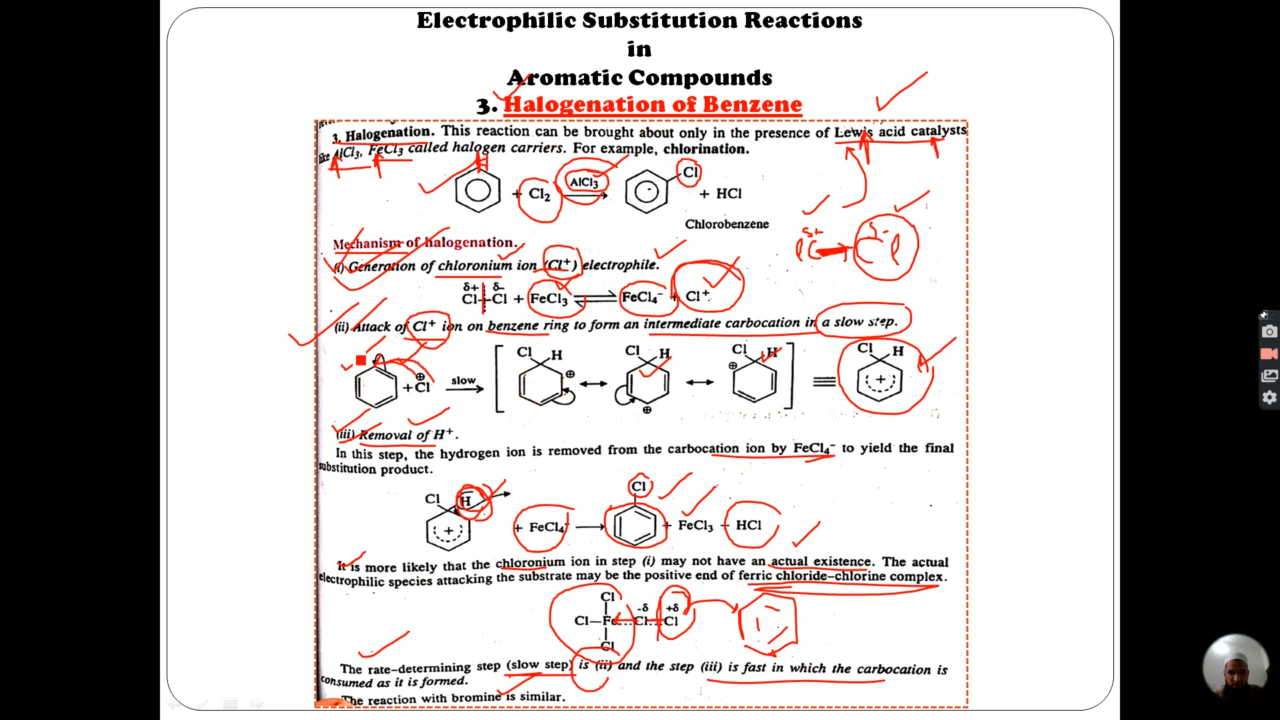 Electrophilic Substitution Reactions
in
Aromatic Compounds
3. Halogenation of Benzene
3. Halogenation. This reaction can be brought about only in the presence of Lewis acid catalysts
like AlCl3, FeCl3 called halogen carriers. For example, chlorination.
H
+ Cl2 AlCl3 Cl + HCl
Chlorobenzene
Mechanism of halogenation.
(i) Generation of chloronium ion (Cl+) electrophile.
δ+ δ-
Cl–Cl + FeCl3 ⇌ FeCl4− + Cl+
(ii) Attack of Cl+ ion on benzene ring to form an intermediate carbocation in a slow step.
Cl H Cl H Cl H Cl H
+ Cl ⊕ slow ⊕ ↔ ⊕ ↔ ⊕ ≡ +
(iii) Removal of H+.
In this step, the hydrogen ion is removed from the carbocation ion by FeCl4− to yield the final
substitution product.
Cl H Cl
+ + FeCl4− → + FeCl3 + HCl
It is more likely that the chloronium ion in step (i) may not have an actual existence. The actual
electrophilic species attacking the substrate may be the positive end of ferric chloride–chlorine complex.
Cl
-δ +δ
Cl–Fe...Cl–Cl
Cl
The rate–determining step (slow step) is (ii) and the step (iii) is fast in which the carbocation is
consumed as it is formed.
The reaction with bromine is similar.